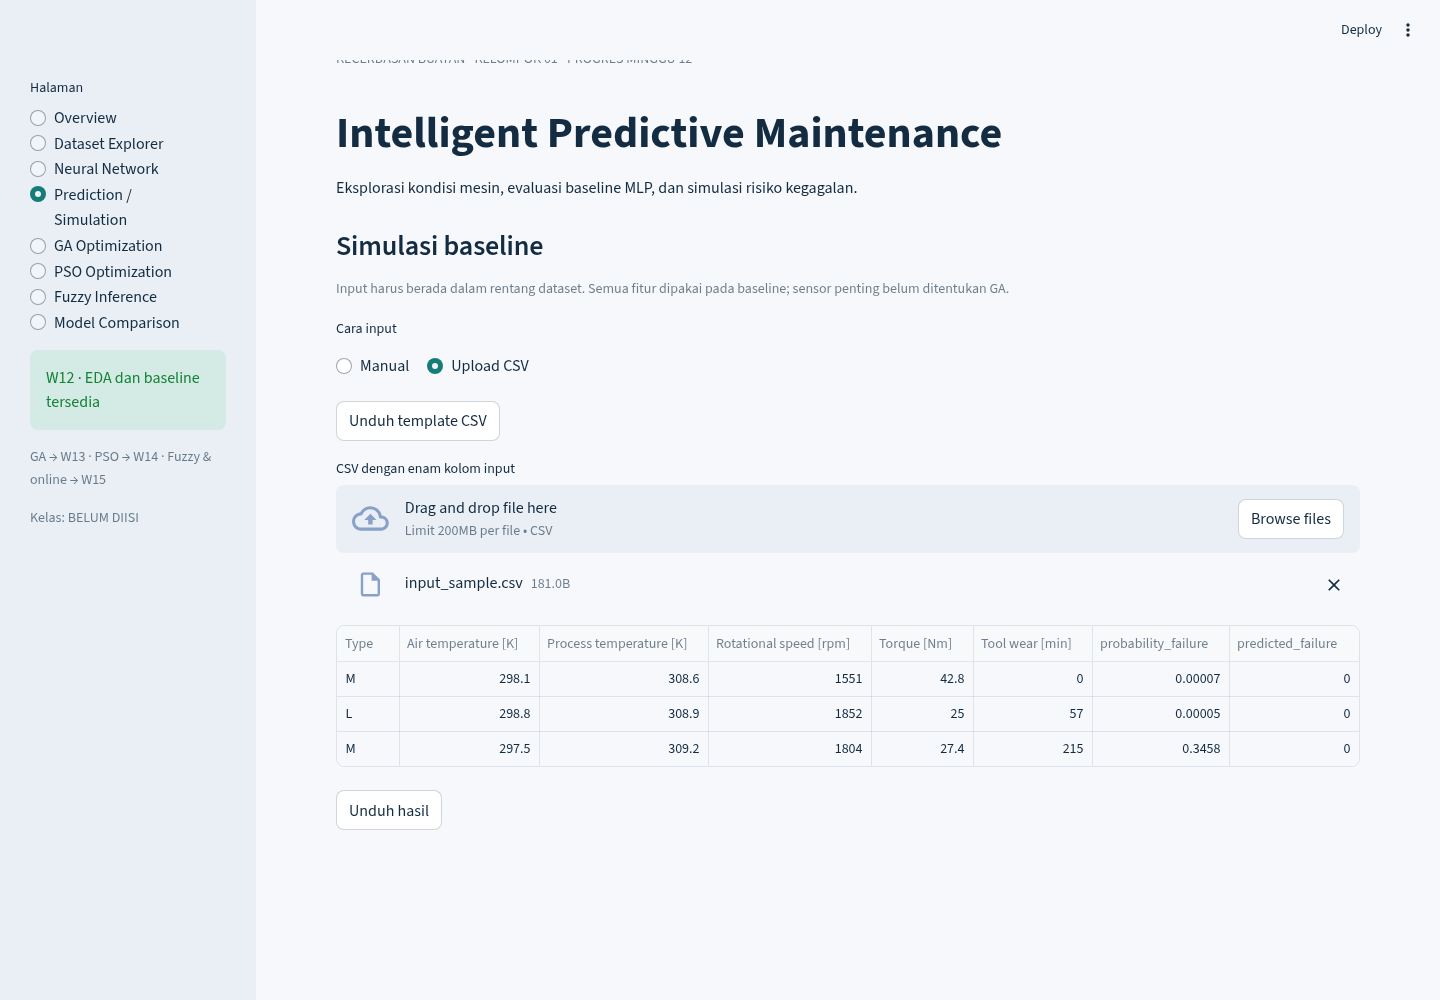 Deploy
Halaman
Overview
Dataset Explorer
Neural Network
Prediction /
Simulation
GA Optimization
PSO Optimization
Fuzzy Inference
Model Comparison
W12 · EDA dan baseline
tersedia
GA → W13 · PSO → W14 · Fuzzy &
online → W15
Kelas: BELUM DIISI
KECERDASAN BUATAN · KELOMPOK 01 · PROGRES MINGGU 12
Intelligent Predictive Maintenance
Eksplorasi kondisi mesin, evaluasi baseline MLP, dan simulasi risiko kegagalan.
Simulasi baseline
Input harus berada dalam rentang dataset. Semua fitur dipakai pada baseline; sensor penting belum ditentukan GA.
Cara input
Manual Upload CSV
Unduh template CSV
CSV dengan enam kolom input
Drag and drop file here
Limit 200MB per file • CSV
Browse files
input_sample.csv 181.0B
Type Air temperature [K] Process temperature [K] Rotational speed [rpm] Torque [Nm] Tool wear [min] probability_failure predicted_failure
M 298.1 308.6 1551 42.8 0 0.00007 0
L 298.8 308.9 1852 25 57 0.00005 0
M 297.5 309.2 1804 27.4 215 0.3458 0
Unduh hasil